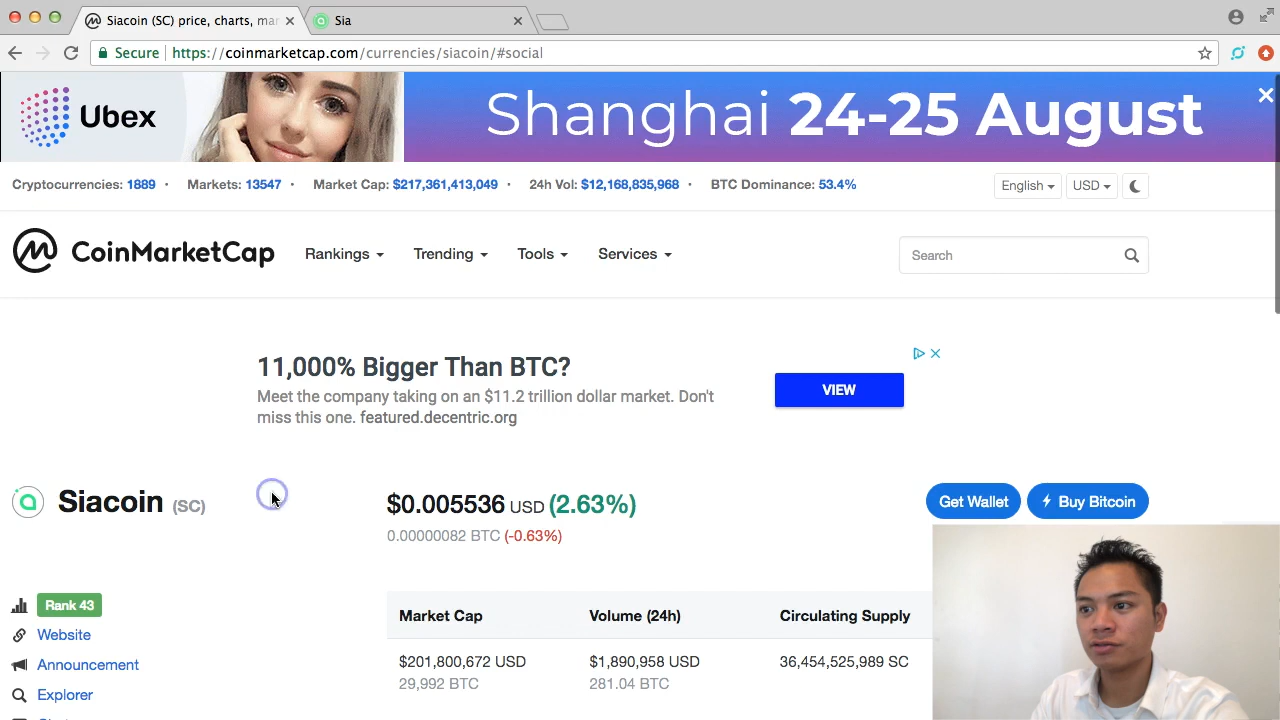 Siacoin (SC) price, charts, mar
Sia
Secure
https://coinmarketcap.com/currencies/siacoin/#social
Ubex
Shanghai 24-25 August
Cryptocurrencies: 1889 • Markets: 13547 • Market Cap: $217,361,413,049 • 24h Vol: $12,168,835,968 • BTC Dominance: 53.4%
English
USD
CoinMarketCap
Rankings
Trending
Tools
Services
Search
11,000% Bigger Than BTC?
Meet the company taking on an $11.2 trillion dollar market. Don't
miss this one. featured.decentric.org
VIEW
Siacoin (SC)
$0.005536 USD (2.63%)
0.00000082 BTC (-0.63%)
Get Wallet
Buy Bitcoin
Rank 43
Website
Announcement
Explorer
Market Cap
Volume (24h)
Circulating Supply
$201,800,672 USD
$1,890,958 USD
36,454,525,989 SC
29,992 BTC
281.04 BTC